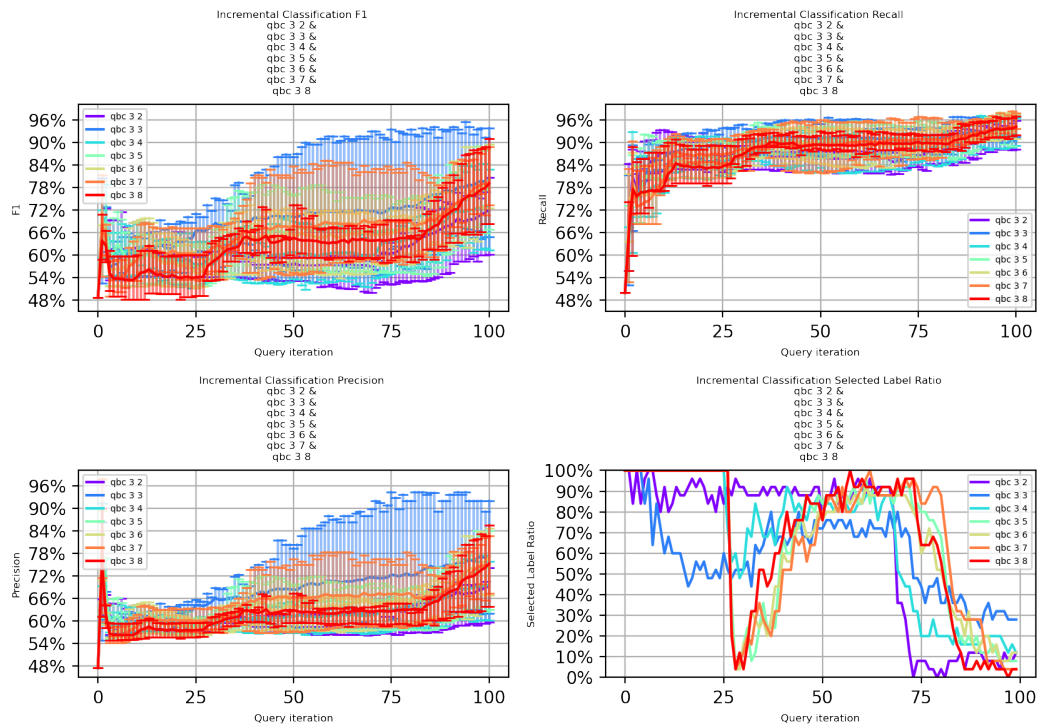 Incremental Classification F1
qbc 3 2 &
qbc 3 3 &
qbc 3 4 &
qbc 3 5 &
qbc 3 6 &
qbc 3 7 &
qbc 3 8
96%
90%
84%
78%
72%
66%
60%
54%
48%
F1
qbc 3 2
qbc 3 3
qbc 3 4
qbc 3 5
qbc 3 6
qbc 3 7
qbc 3 8
0 25 50 75 100
Query iteration
Incremental Classification Recall
qbc 3 2 &
qbc 3 3 &
qbc 3 4 &
qbc 3 5 &
qbc 3 6 &
qbc 3 7 &
qbc 3 8
96%
90%
84%
78%
72%
66%
60%
54%
48%
Recall
qbc 3 2
qbc 3 3
qbc 3 4
qbc 3 5
qbc 3 6
qbc 3 7
qbc 3 8
0 25 50 75 100
Query iteration
Incremental Classification Precision
qbc 3 2 &
qbc 3 3 &
qbc 3 4 &
qbc 3 5 &
qbc 3 6 &
qbc 3 7 &
qbc 3 8
96%
90%
84%
78%
72%
66%
60%
54%
48%
Precision
qbc 3 2
qbc 3 3
qbc 3 4
qbc 3 5
qbc 3 6
qbc 3 7
qbc 3 8
0 25 50 75 100
Query iteration
Incremental Classification Selected Label Ratio
qbc 3 2 &
qbc 3 3 &
qbc 3 4 &
qbc 3 5 &
qbc 3 6 &
qbc 3 7 &
qbc 3 8
100%
90%
80%
70%
60%
50%
40%
30%
20%
10%
0%
Selected Label Ratio
qbc 3 2
qbc 3 3
qbc 3 4
qbc 3 5
qbc 3 6
qbc 3 7
qbc 3 8
0 25 50 75 100
Query iteration